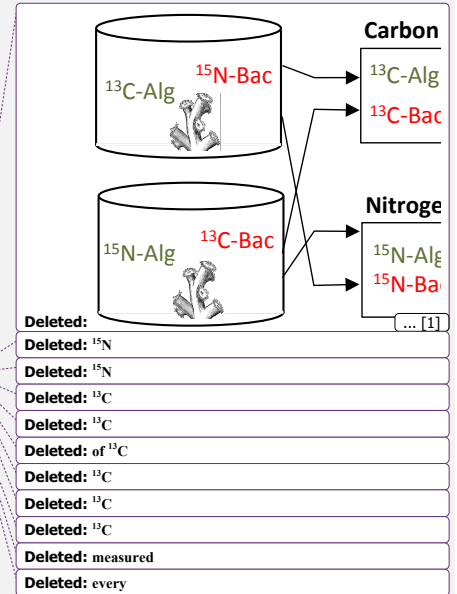 Carbon
¹⁵N-Bac
¹³C-Alg
¹³C-Alg
¹³C-Bac
Nitroge
¹⁵N-Alg
¹³C-Bac
¹⁵N-Alg
¹⁵N-Ba
Deleted:
... [1]
Deleted: ¹⁵N
Deleted: ¹⁵N
Deleted: ¹³C
Deleted: ¹³C
Deleted: of ¹³C
Deleted: ¹³C
Deleted: ¹³C
Deleted: ¹³C
Deleted: measured
Deleted: every